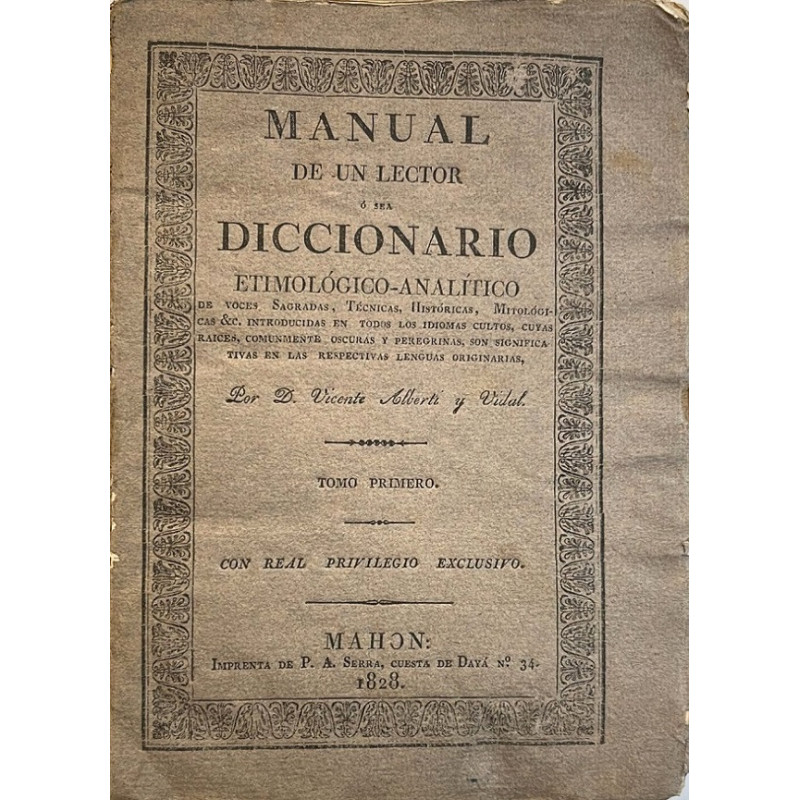 MANUAL
DE UN LECTOR
ó SEA
DICCIONARIO
ETIMOLÓGICO-ANALÍTICO
DE VOCES SAGRADAS, TÉCNICAS, HISTÓRICAS, MITOLÓGI-
CAS &C. INTRODUCIDAS EN TODOS LOS IDIOMAS CULTOS, CUYAS
RAICES, COMUNMENTE OSCURAS Y PEREGRINAS, SON SIGNIFICA-
TIVAS EN LAS RESPECTIVAS LENGUAS ORIGINARIAS,
Por D. Vicente Alberti y Vidal.
TOMO PRIMERO.
CON REAL PRIVILEGIO EXCLUSIVO.
MAHƆN:
IMPRENTA DE P. A. SERRA, CUESTA DE DAYÁ Nº. 34.
1828.